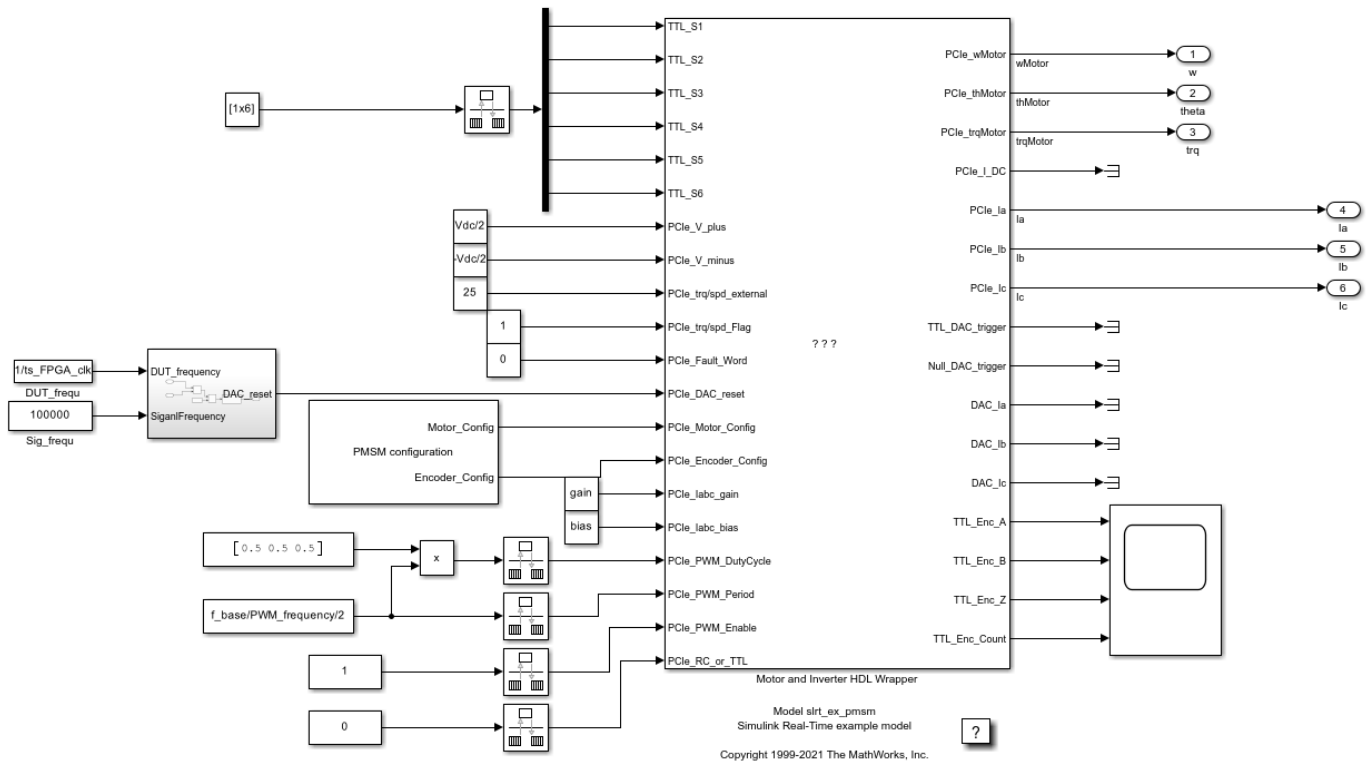 [1x6]
TTL_S1
TTL_S2
TTL_S3
TTL_S4
TTL_S5
TTL_S6
Vdc/2
PCIe_V_plus
-Vdc/2
PCIe_V_minus
25
PCIe_trq/spd_external
1
PCIe_trq/spd_Flag
0
PCIe_Fault_Word
1/ts_FPGA_clk
DUT_frequ
100000
Sig_frequ
DUT_frequency
DAC_reset
SiganlFrequency
PCIe_DAC_reset
Motor_Config
PMSM configuration
Encoder_Config
PCIe_Motor_Config
PCIe_Encoder_Config
gain
PCIe_Iabc_gain
bias
PCIe_Iabc_bias
[0.5 0.5 0.5]
x
PCIe_PWM_DutyCycle
f_base/PWM_frequency/2
PCIe_PWM_Period
1
PCIe_PWM_Enable
0
PCIe_RC_or_TTL
? ? ?
PCIe_wMotor
wMotor
1
w
PCIe_thMotor
thMotor
2
theta
PCIe_trqMotor
trqMotor
3
trq
PCIe_I_DC
PCIe_Ia
Ia
4
Ia
PCIe_Ib
Ib
5
Ib
PCIe_Ic
Ic
6
Ic
TTL_DAC_trigger
Null_DAC_trigger
DAC_Ia
DAC_Ib
DAC_Ic
TTL_Enc_A
TTL_Enc_B
TTL_Enc_Z
TTL_Enc_Count
Motor and Inverter HDL Wrapper
Model slrt_ex_pmsm
Simulink Real-Time example model
?
Copyright 1999-2021 The MathWorks, Inc.